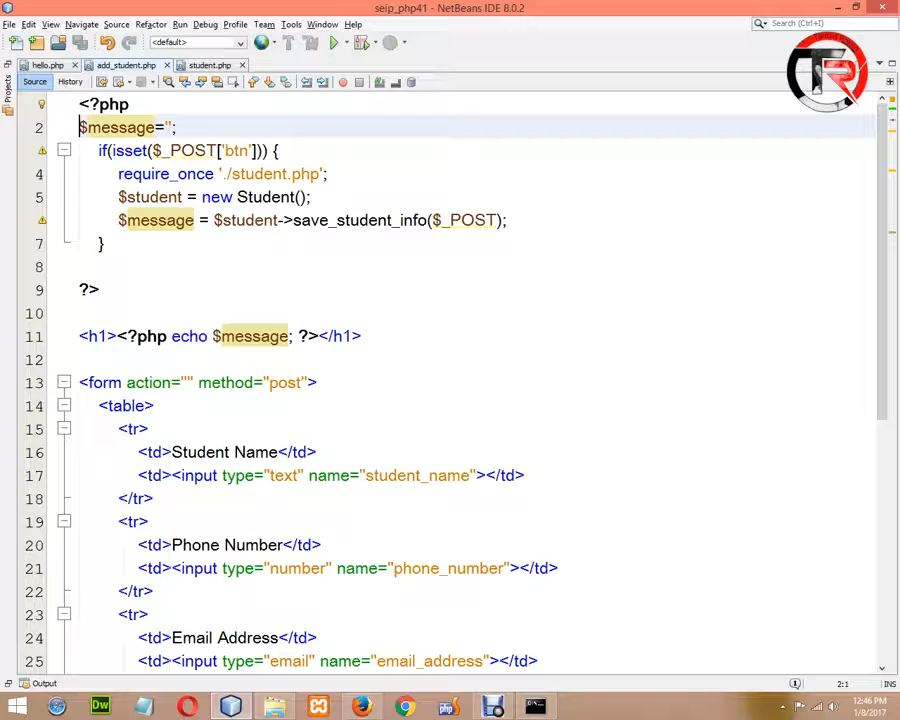 seip_php41 - NetBeans IDE 8.0.2
File Edit View Navigate Source Refactor Run Debug Profile Team Tools Window Help
<default>
Search (Ctrl+I)
hello.php add_student.php student.php
Source History
Projects
<?php
2 $message='';
if(isset($_POST['btn'])) {
4 require_once './student.php';
5 $student = new Student();
$message = $student->save_student_info($_POST);
7 }
8
9 ?>
10
11 <h1><?php echo $message; ?></h1>
12
13 <form action="" method="post">
14 <table>
15 <tr>
16 <td>Student Name</td>
17 <td><input type="text" name="student_name"></td>
18 </tr>
19 <tr>
20 <td>Phone Number</td>
21 <td><input type="number" name="phone_number"></td>
22 </tr>
23 <tr>
24 <td>Email Address</td>
25 <td><input type="email" name="email_address"></td>
Output
2:1 INS
Dw
php
12:46 PM
1/8/2017